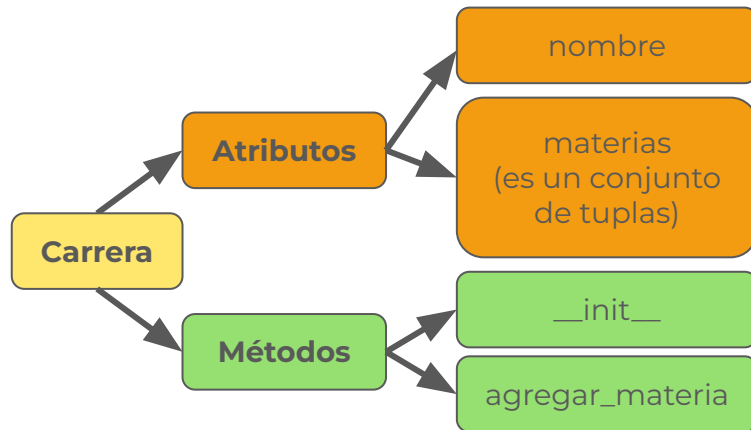 Carrera
Atributos
nombre
materias
(es un conjunto
de tuplas)
Métodos
__init__
agregar_materia